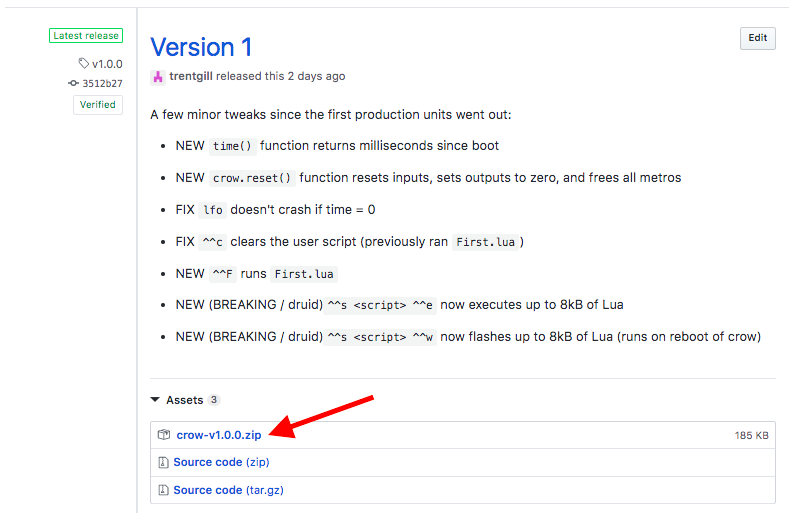 Latest release
v1.0.0
3512b27
Verified
Version 1
Edit
trentgill released this 2 days ago
A few minor tweaks since the first production units went out:
NEW time() function returns milliseconds since boot
NEW crow.reset() function resets inputs, sets outputs to zero, and frees all metros
FIX lfo doesn't crash if time = 0
FIX ^^c clears the user script (previously ran First.lua )
NEW ^^F runs First.lua
NEW (BREAKING / druid) ^^s <script> ^^e now executes up to 8kB of Lua
NEW (BREAKING / druid) ^^s <script> ^^w now flashes up to 8kB of Lua (runs on reboot of crow)
Assets 3
crow-v1.0.0.zip 185 KB
Source code (zip)
Source code (tar.gz)